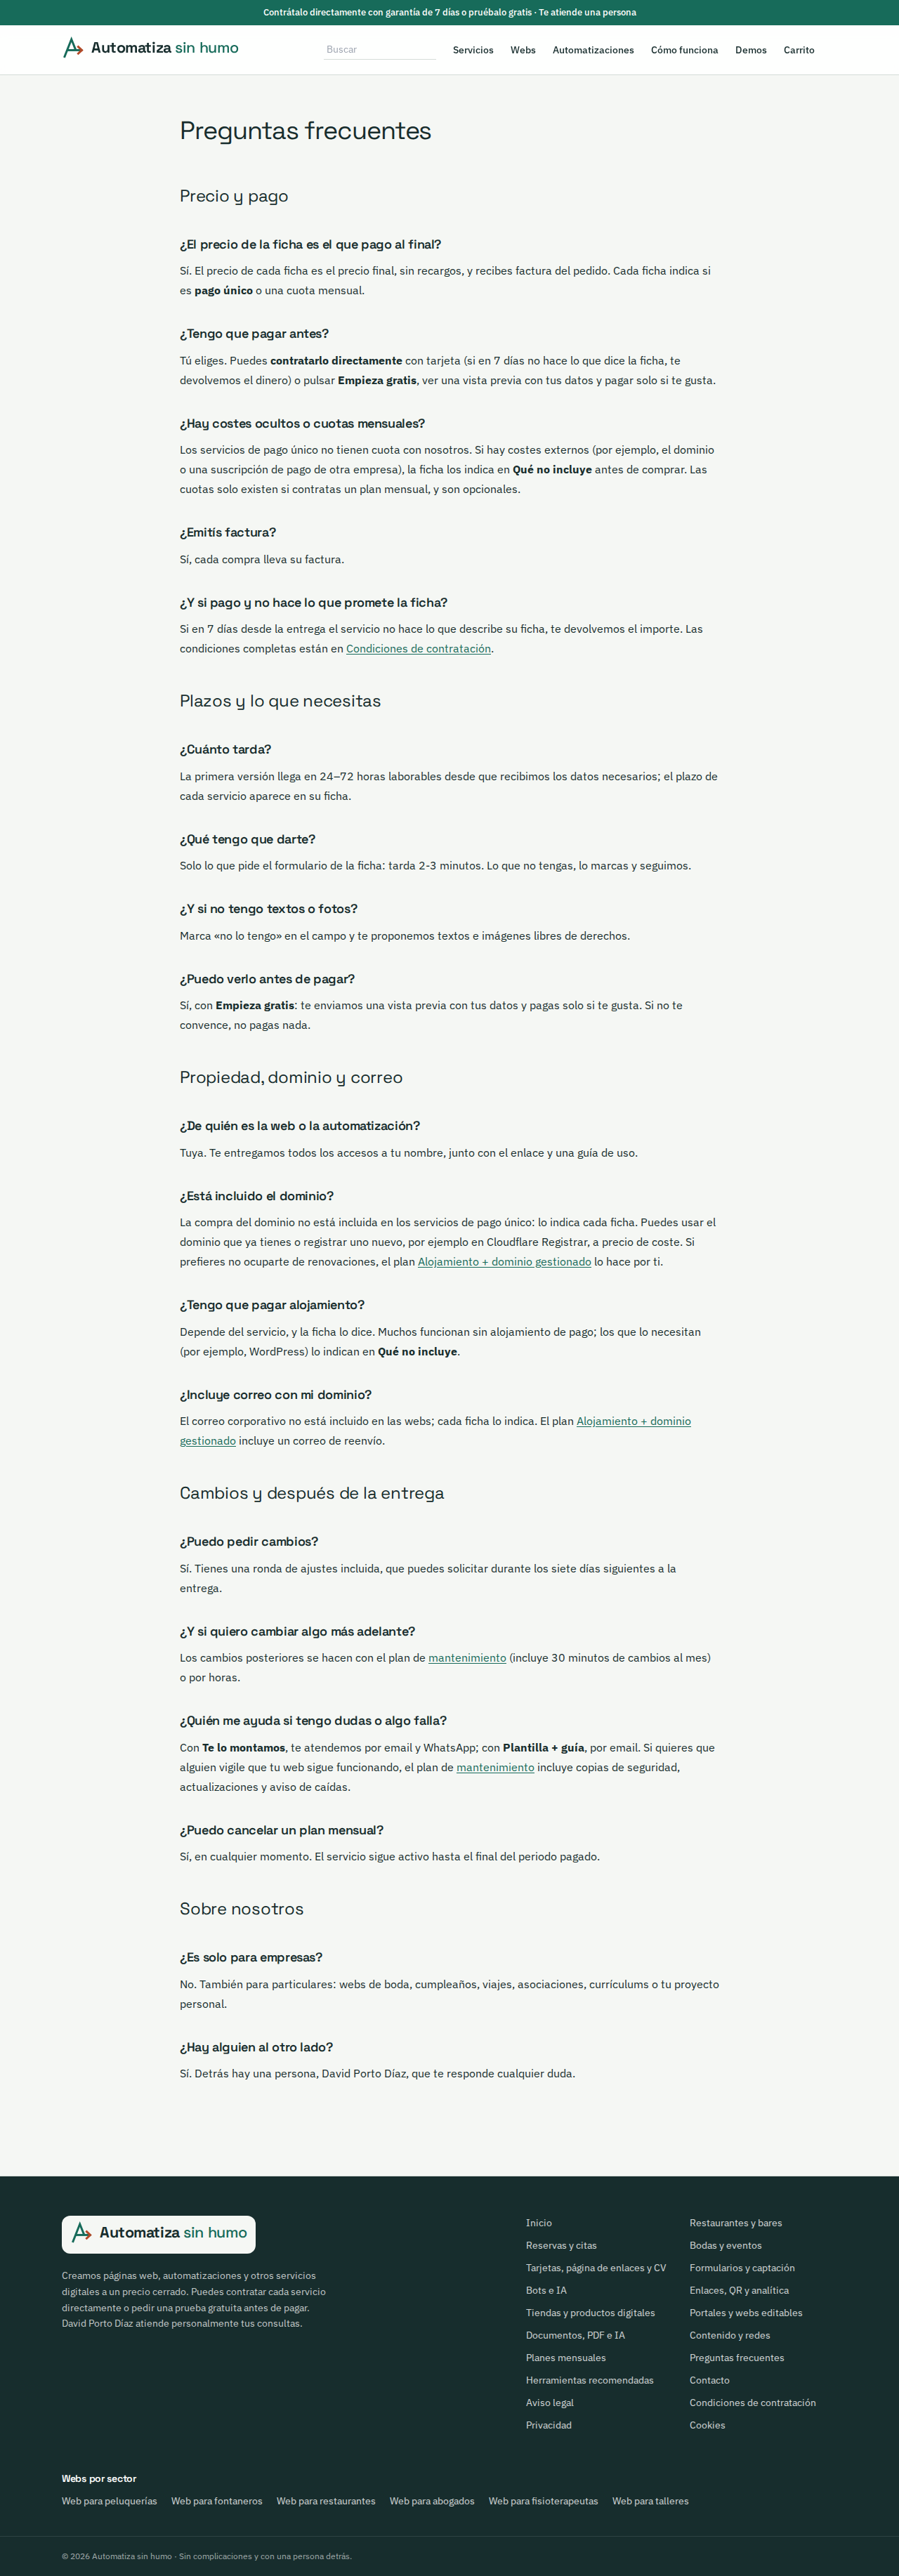 Contrátalo directamente con garantía de 7 días o pruébalo gratis · Te atiende una persona
Automatiza sin humo
Buscar
Servicios
Webs
Automatizaciones
Cómo funciona
Demos
Carrito
Preguntas frecuentes
Precio y pago
¿El precio de la ficha es el que pago al final?
Sí. El precio de cada ficha es el precio final, sin recargos, y recibes factura del pedido. Cada ficha indica si
es pago único o una cuota mensual.
¿Tengo que pagar antes?
Tú eliges. Puedes contratarlo directamente con tarjeta (si en 7 días no hace lo que dice la ficha, te
devolvemos el dinero) o pulsar Empieza gratis, ver una vista previa con tus datos y pagar solo si te gusta.
¿Hay costes ocultos o cuotas mensuales?
Los servicios de pago único no tienen cuota con nosotros. Si hay costes externos (por ejemplo, el dominio
o una suscripción de pago de otra empresa), la ficha los indica en Qué no incluye antes de comprar. Las
cuotas solo existen si contratas un plan mensual, y son opcionales.
¿Emitís factura?
Sí, cada compra lleva su factura.
¿Y si pago y no hace lo que promete la ficha?
Si en 7 días desde la entrega el servicio no hace lo que describe su ficha, te devolvemos el importe. Las
condiciones completas están en Condiciones de contratación.
Plazos y lo que necesitas
¿Cuánto tarda?
La primera versión llega en 24–72 horas laborables desde que recibimos los datos necesarios; el plazo de
cada servicio aparece en su ficha.
¿Qué tengo que darte?
Solo lo que pide el formulario de la ficha: tarda 2-3 minutos. Lo que no tengas, lo marcas y seguimos.
¿Y si no tengo textos o fotos?
Marca «no lo tengo» en el campo y te proponemos textos e imágenes libres de derechos.
¿Puedo verlo antes de pagar?
Sí, con Empieza gratis: te enviamos una vista previa con tus datos y pagas solo si te gusta. Si no te
convence, no pagas nada.
Propiedad, dominio y correo
¿De quién es la web o la automatización?
Tuya. Te entregamos todos los accesos a tu nombre, junto con el enlace y una guía de uso.
¿Está incluido el dominio?
La compra del dominio no está incluida en los servicios de pago único: lo indica cada ficha. Puedes usar el
dominio que ya tienes o registrar uno nuevo, por ejemplo en Cloudflare Registrar, a precio de coste. Si
prefieres no ocuparte de renovaciones, el plan Alojamiento + dominio gestionado lo hace por ti.
¿Tengo que pagar alojamiento?
Depende del servicio, y la ficha lo dice. Muchos funcionan sin alojamiento de pago; los que lo necesitan
(por ejemplo, WordPress) lo indican en Qué no incluye.
¿Incluye correo con mi dominio?
El correo corporativo no está incluido en las webs; cada ficha lo indica. El plan Alojamiento + dominio
gestionado incluye un correo de reenvío.
Cambios y después de la entrega
¿Puedo pedir cambios?
Sí. Tienes una ronda de ajustes incluida, que puedes solicitar durante los siete días siguientes a la
entrega.
¿Y si quiero cambiar algo más adelante?
Los cambios posteriores se hacen con el plan de mantenimiento (incluye 30 minutos de cambios al mes)
o por horas.
¿Quién me ayuda si tengo dudas o algo falla?
Con Te lo montamos, te atendemos por email y WhatsApp; con Plantilla + guía, por email. Si quieres que
alguien vigile que tu web sigue funcionando, el plan de mantenimiento incluye copias de seguridad,
actualizaciones y aviso de caídas.
¿Puedo cancelar un plan mensual?
Sí, en cualquier momento. El servicio sigue activo hasta el final del periodo pagado.
Sobre nosotros
¿Es solo para empresas?
No. También para particulares: webs de boda, cumpleaños, viajes, asociaciones, currículums o tu proyecto
personal.
¿Hay alguien al otro lado?
Sí. Detrás hay una persona, David Porto Díaz, que te responde cualquier duda.
Automatiza sin humo
Creamos páginas web, automatizaciones y otros servicios
digitales a un precio cerrado. Puedes contratar cada servicio
directamente o pedir una prueba gratuita antes de pagar.
David Porto Díaz atiende personalmente tus consultas.
Inicio
Reservas y citas
Tarjetas, página de enlaces y CV
Bots e IA
Tiendas y productos digitales
Documentos, PDF e IA
Planes mensuales
Herramientas recomendadas
Aviso legal
Privacidad
Restaurantes y bares
Bodas y eventos
Formularios y captación
Enlaces, QR y analítica
Portales y webs editables
Contenido y redes
Preguntas frecuentes
Contacto
Condiciones de contratación
Cookies
Webs por sector
Web para peluquerías
Web para fontaneros
Web para restaurantes
Web para abogados
Web para fisioterapeutas
Web para talleres
© 2026 Automatiza sin humo · Sin complicaciones y con una persona detrás.